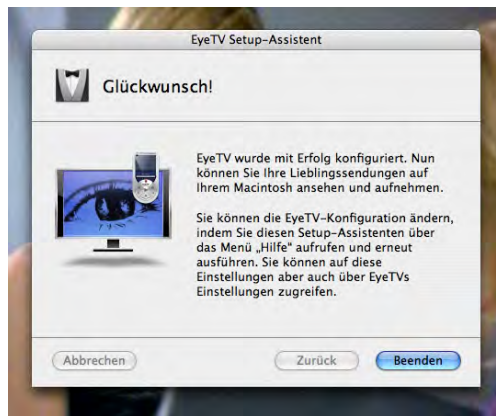 EyeTV Setup-Assistent
Glückwunsch!
EyeTV wurde mit Erfolg konfiguriert. Nun
können Sie Ihre Lieblingssendungen auf
Ihrem Macintosh ansehen und aufnehmen.
Sie können die EyeTV-Konfiguration ändern,
indem Sie diesen Setup-Assistenten über
das Menü „Hilfe" aufrufen und erneut
ausführen. Sie können auf diese
Einstellungen aber auch über EyeTVs
Einstellungen zugreifen.
Abbrechen
Zurück
Beenden